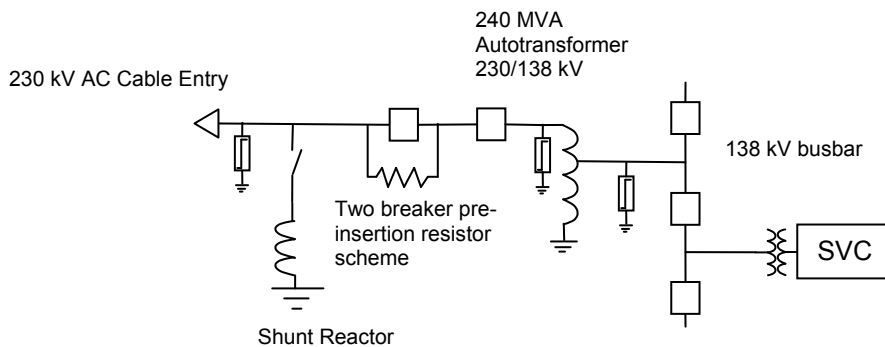 240 MVA
Autotransformer
230/138 kV
230 kV AC Cable Entry
138 kV busbar
Two breaker pre-
insertion resistor
scheme
SVC
Shunt Reactor